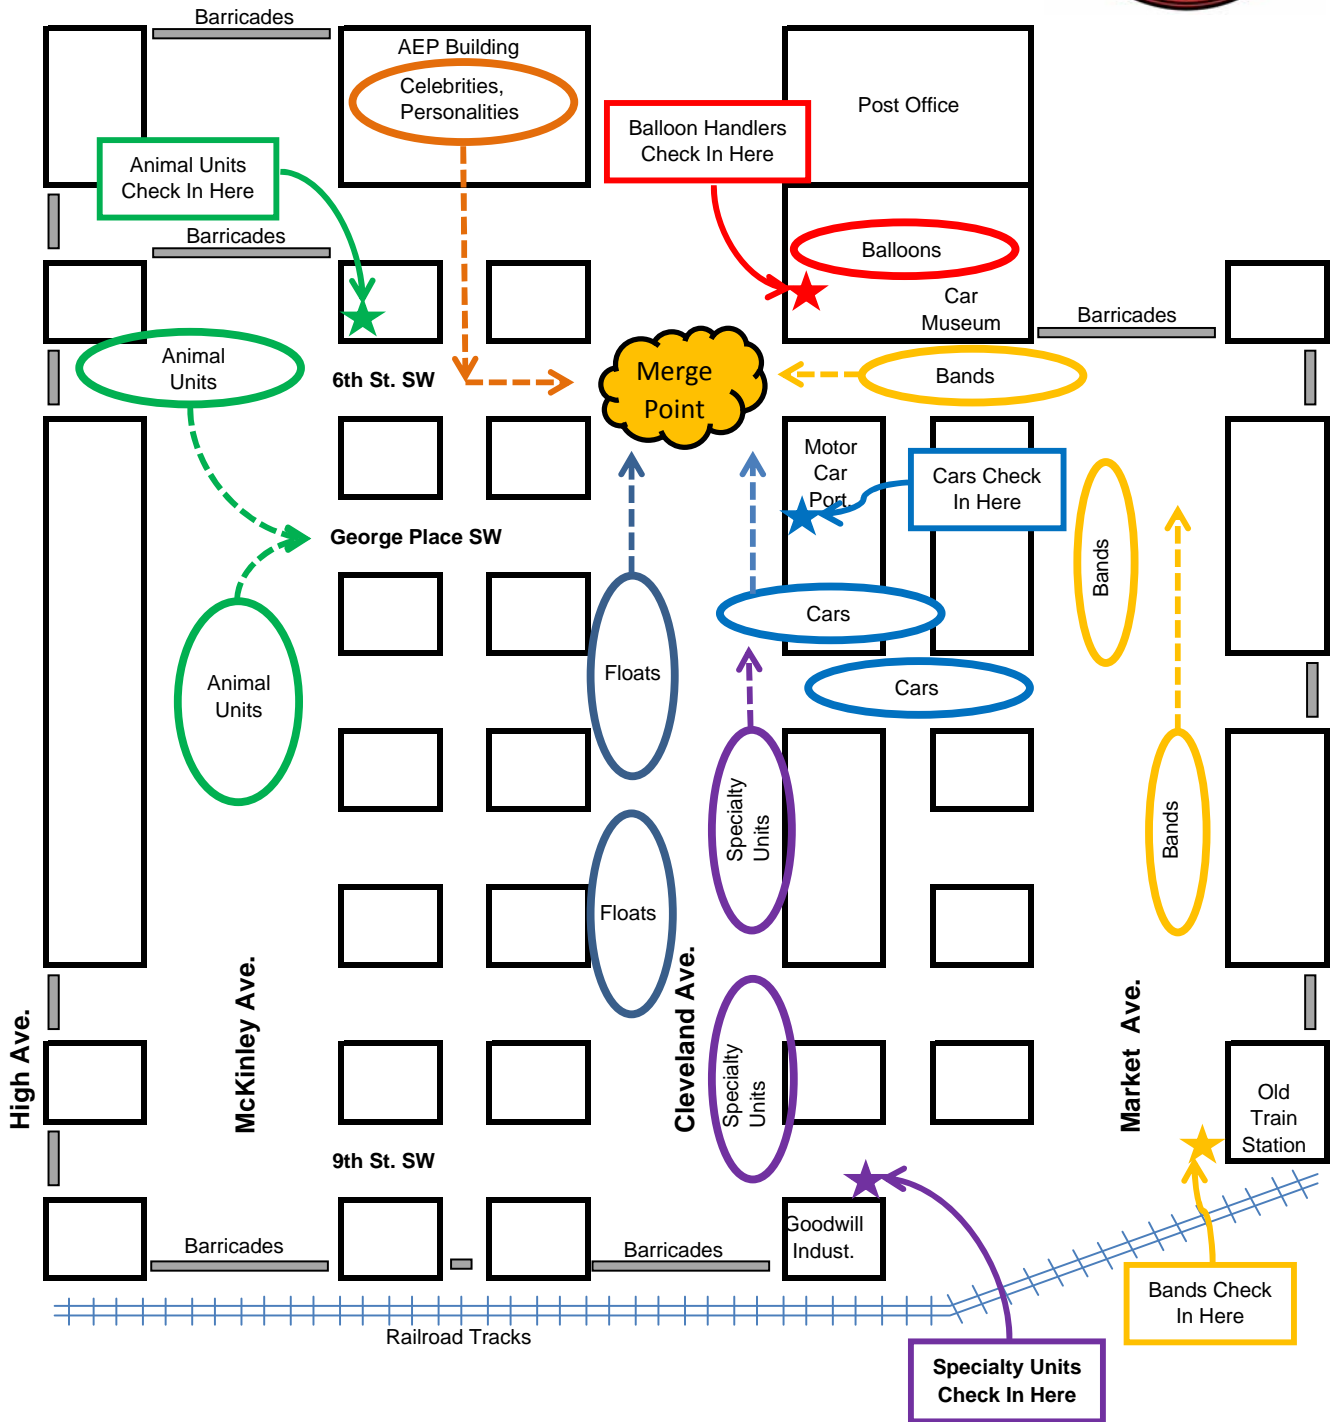 Barricades
AEP Building
Celebrities,
Personalities
Post Office
Balloon Handlers
Check In Here
Animal Units
Check In Here
Barricades
Balloons
Car
Museum
Barricades
Animal
Units
6th St. SW
Merge
Point
Bands
Motor
Car
Port.
Cars Check
In Here
George Place SW
Bands
Cars
Floats
Cars
Animal
Units
Specialty
Units
Bands
Floats
High Ave.
McKinley Ave.
Cleveland Ave.
Specialty
Units
Market Ave.
Old
Train
Station
9th St. SW
Goodwill
Indust.
Barricades
Barricades
Bands Check
In Here
Railroad Tracks
Specialty Units
Check In Here